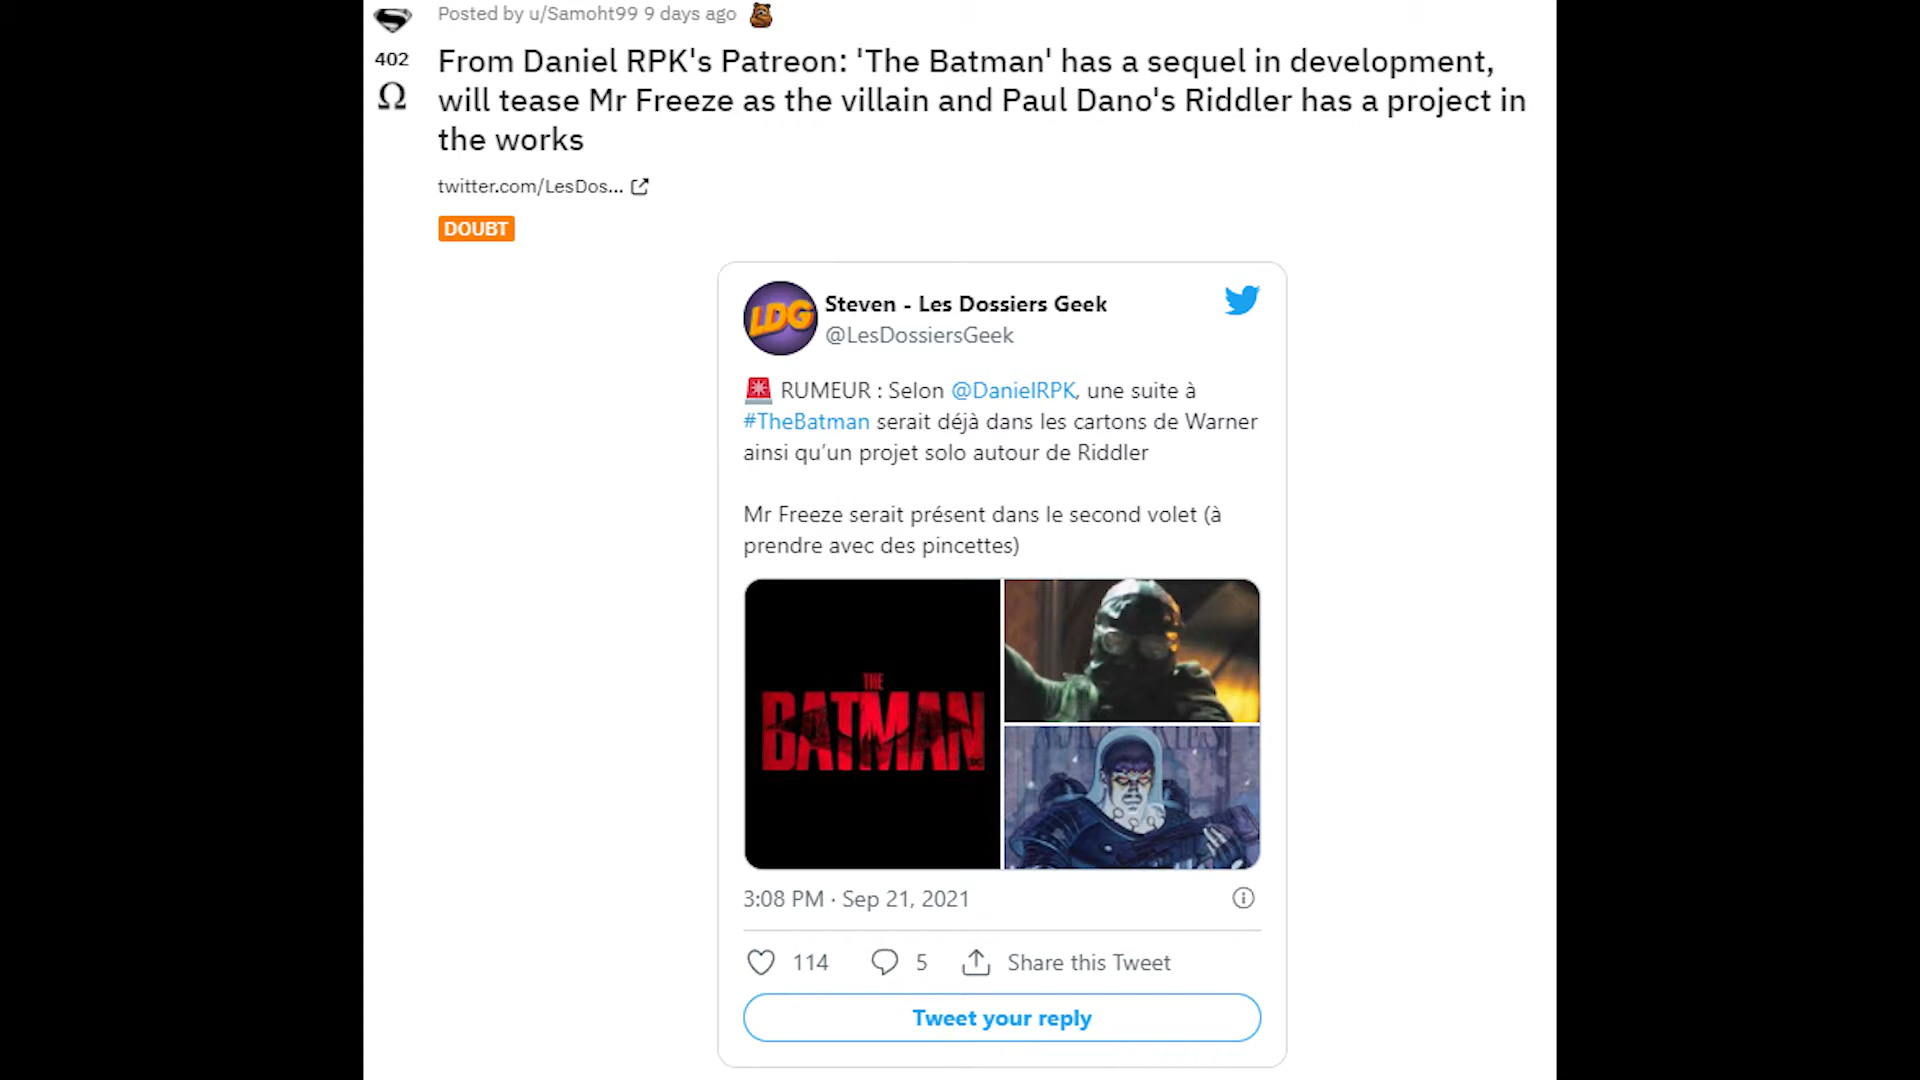 Posted by u/Samoht99 9 days ago
402
From Daniel RPK's Patreon: 'The Batman' has a sequel in development,
will tease Mr Freeze as the villain and Paul Dano's Riddler has a project in
the works
twitter.com/LesDos...
DOUBT
LDG
Steven - Les Dossiers Geek
@LesDossiersGeek
RUMEUR : Selon @DanielRPK, une suite à
#TheBatman serait déjà dans les cartons de Warner
ainsi qu’un projet solo autour de Riddler
Mr Freeze serait présent dans le second volet (à
prendre avec des pincettes)
THE
BATMAN
3:08 PM · Sep 21, 2021
114
5
Share this Tweet
Tweet your reply